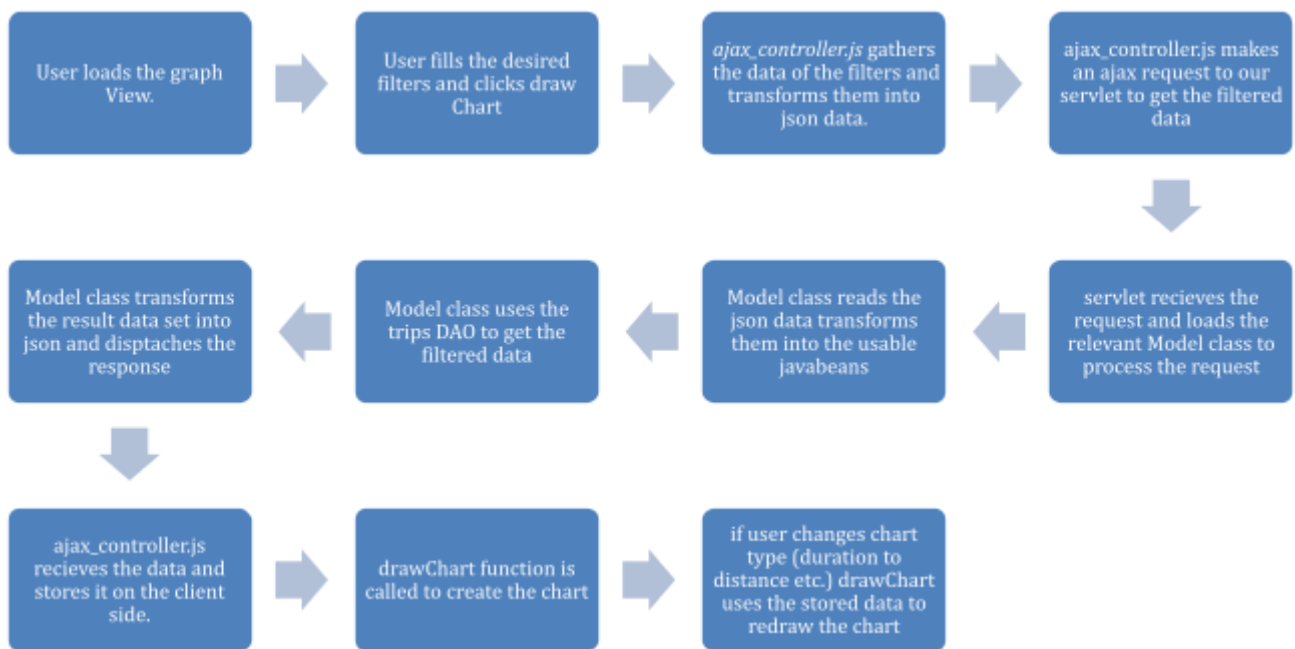 User loads the graph
View.
User fills the desired
filters and clicks draw
Chart
ajax_controller.js gathers
the data of the filters and
transforms them into
json data.
ajax_controller.js makes
an ajax request to our
servlet to get the filtered
data
servlet recieves the
request and loads the
relevant Model class to
process the request
Model class reads the
json data transforms
them into the usable
javabeans
Model class uses the
trips DAO to get the
filtered data
Model class transforms
the result data set into
json and disptaches the
response
ajax_controller.js
recieves the data and
stores it on the client
side.
drawChart function is
called to create the chart
if user changes chart
type (duration to
distance etc.) drawChart
uses the stored data to
redraw the chart